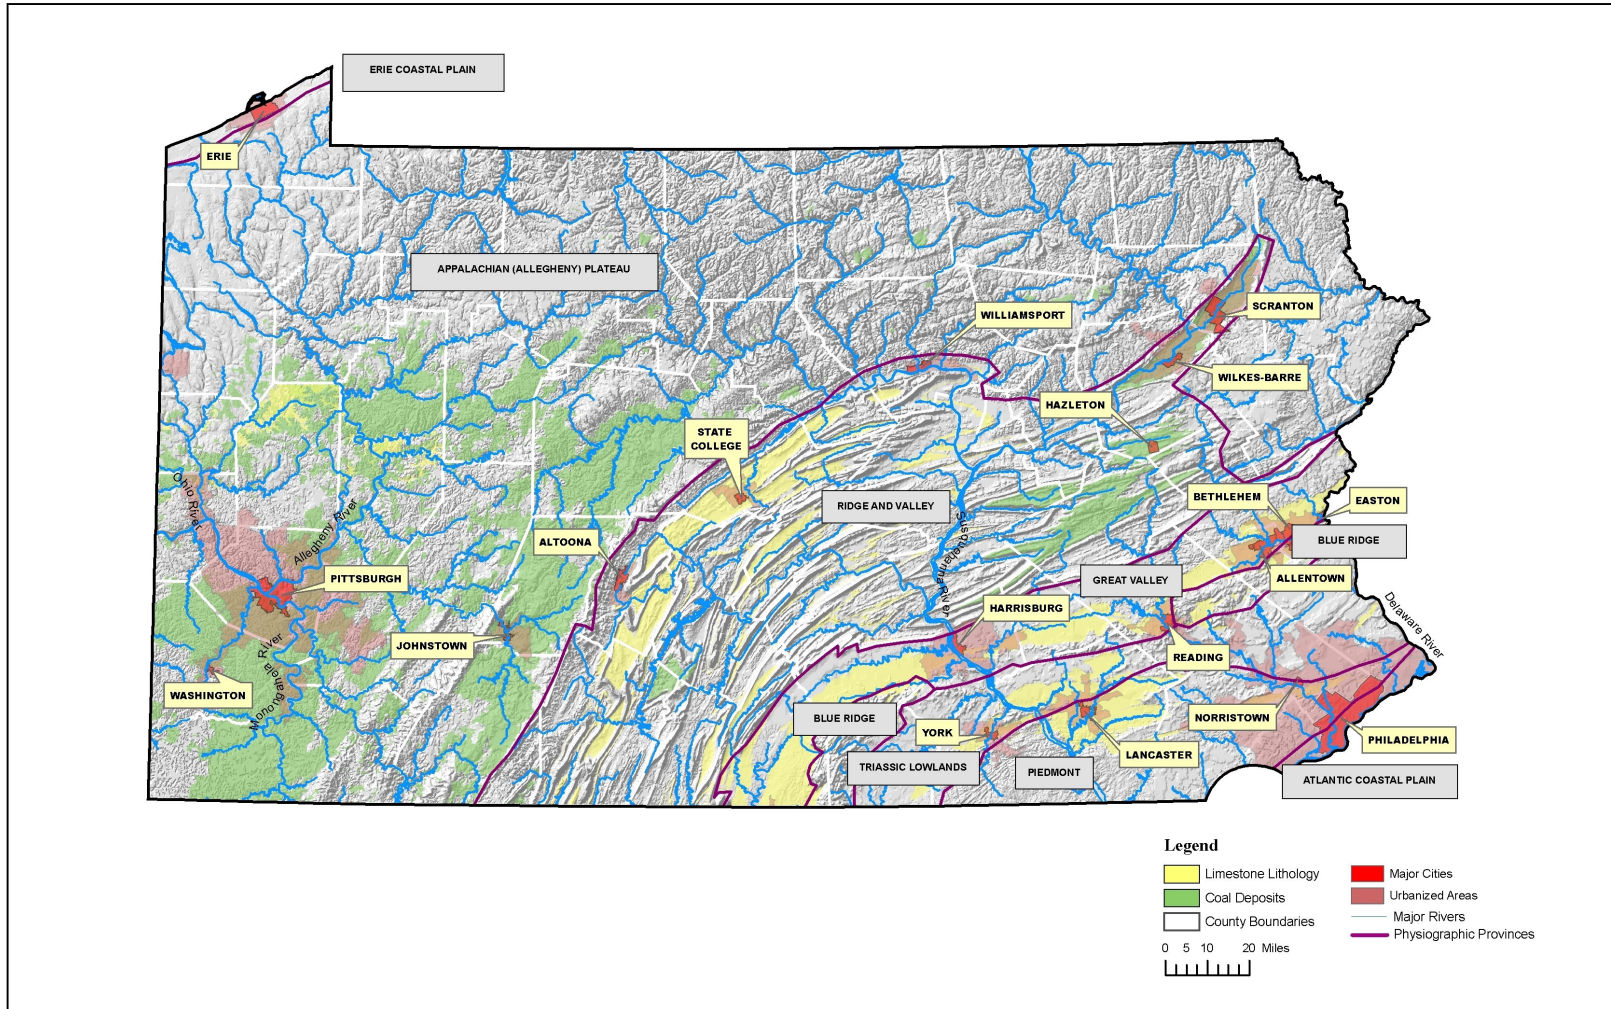 ERIE COASTAL PLAIN
ERIE
APPALACHIAN (ALLEGHENY) PLATEAU
SCRANTON
WILLIAMSPORT
WILKES-BARRE
HAZLETON
STATE
COLLEGE
BETHLEHEM
EASTON
Ohio River
RIDGE AND VALLEY
Allegheny River
Susquehanna River
ALTOONA
BLUE RIDGE
PITTSBURGH
GREAT VALLEY
ALLENTOWN
HARRISBURG
Delaware River
JOHNSTOWN
READING
WASHINGTON
Monongahela River
BLUE RIDGE
NORRISTOWN
YORK
PHILADELPHIA
LANCASTER
TRIASSIC LOWLANDS
PIEDMONT
ATLANTIC COASTAL PLAIN
Legend
Limestone Lithology
Coal Deposits
County Boundaries
Major Cities
Urbanized Areas
Major Rivers
Physiographic Provinces
0 5 10 20 Miles